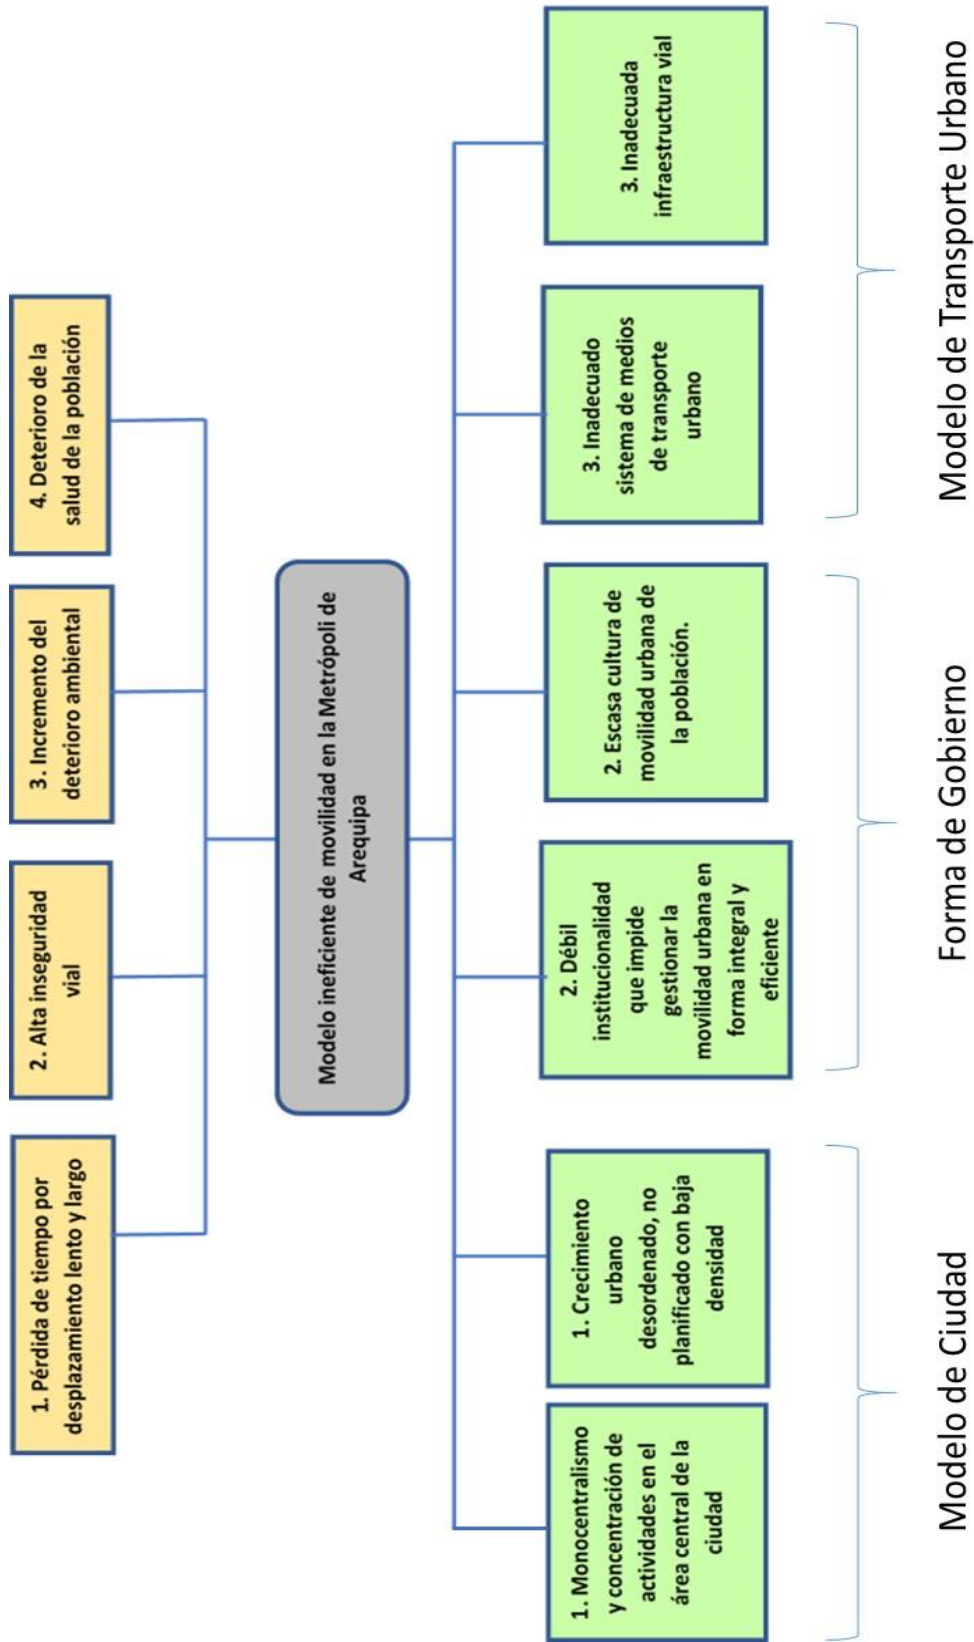 1. Pérdida de tiempo por
desplazamiento lento y largo
2. Alta inseguridad
vial
3. Incremento del
deterioro ambiental
4. Deterioro de la
salud de la población
Modelo ineficiente de movilidad en la Metrópoli de
Arequipa
1. Monocentralismo
y concentración de
actividades en el
área central de la
ciudad
1. Crecimiento
urbano
desordenado, no
planificado con baja
densidad
2. Débil
institucionalidad
que impide
gestionar la
movilidad urbana en
forma integral y
eficiente
2. Escasa cultura de
movilidad urbana de
la población.
3. Inadecuado
sistema de medios
de transporte
urbano
3. Inadecuada
infraestructura vial
Modelo de Ciudad
Forma de Gobierno
Modelo de Transporte Urbano